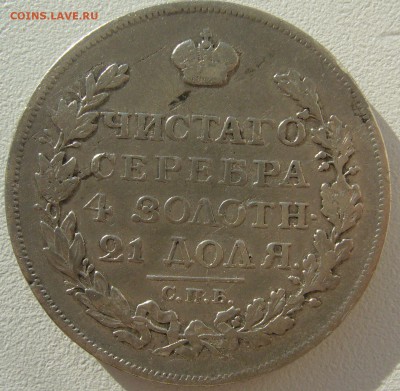 COINS.LAVE.RU
ЧИСТАГО
СЕРЕБРА
4 ЗОЛОТН.
21 ДОЛЯ.
С.П.Б.